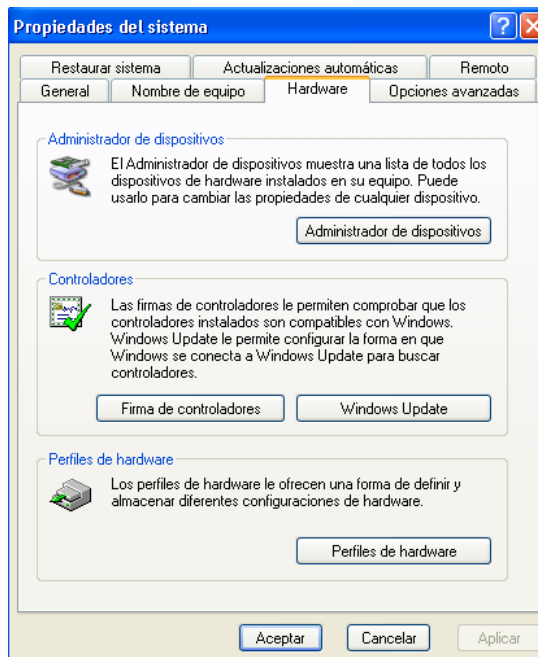 Propiedades del sistema
Restaurar sistema Actualizaciones automáticas Remoto
General Nombre de equipo Hardware Opciones avanzadas
Administrador de dispositivos
El Administrador de dispositivos muestra una lista de todos los
dispositivos de hardware instalados en su equipo. Puede
usarlo para cambiar las propiedades de cualquier dispositivo.
Administrador de dispositivos
Controladores
Las firmas de controladores le permiten comprobar que los
controladores instalados son compatibles con Windows.
Windows Update le permite configurar la forma en que
Windows se conecta a Windows Update para buscar
controladores.
Firma de controladores Windows Update
Perfiles de hardware
Los perfiles de hardware le ofrecen una forma de definir y
almacenar diferentes configuraciones de hardware.
Perfiles de hardware
Aceptar Cancelar Aplicar